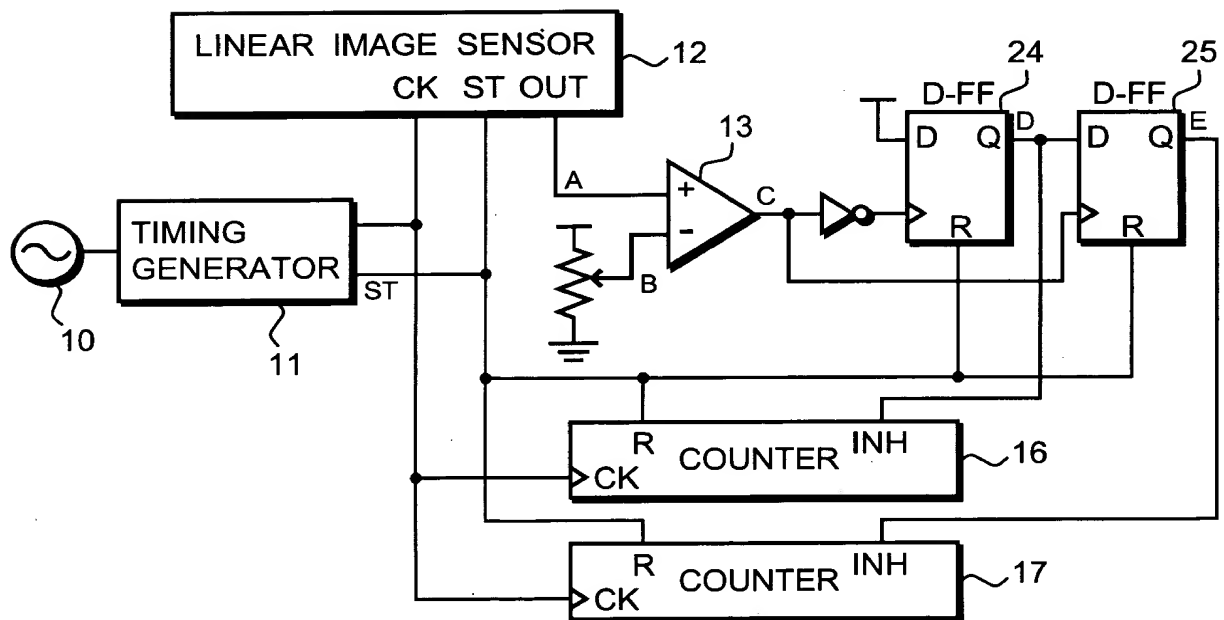 LINEAR IMAGE SENSOR
CK ST OUT
12
24
25
D-FF
D-FF
D Q D
D Q E
R
R
13
A
+
-
C
B
TIMING
GENERATOR
ST
10
11
R
INH
COUNTER
CK
16
R
INH
COUNTER
CK
17